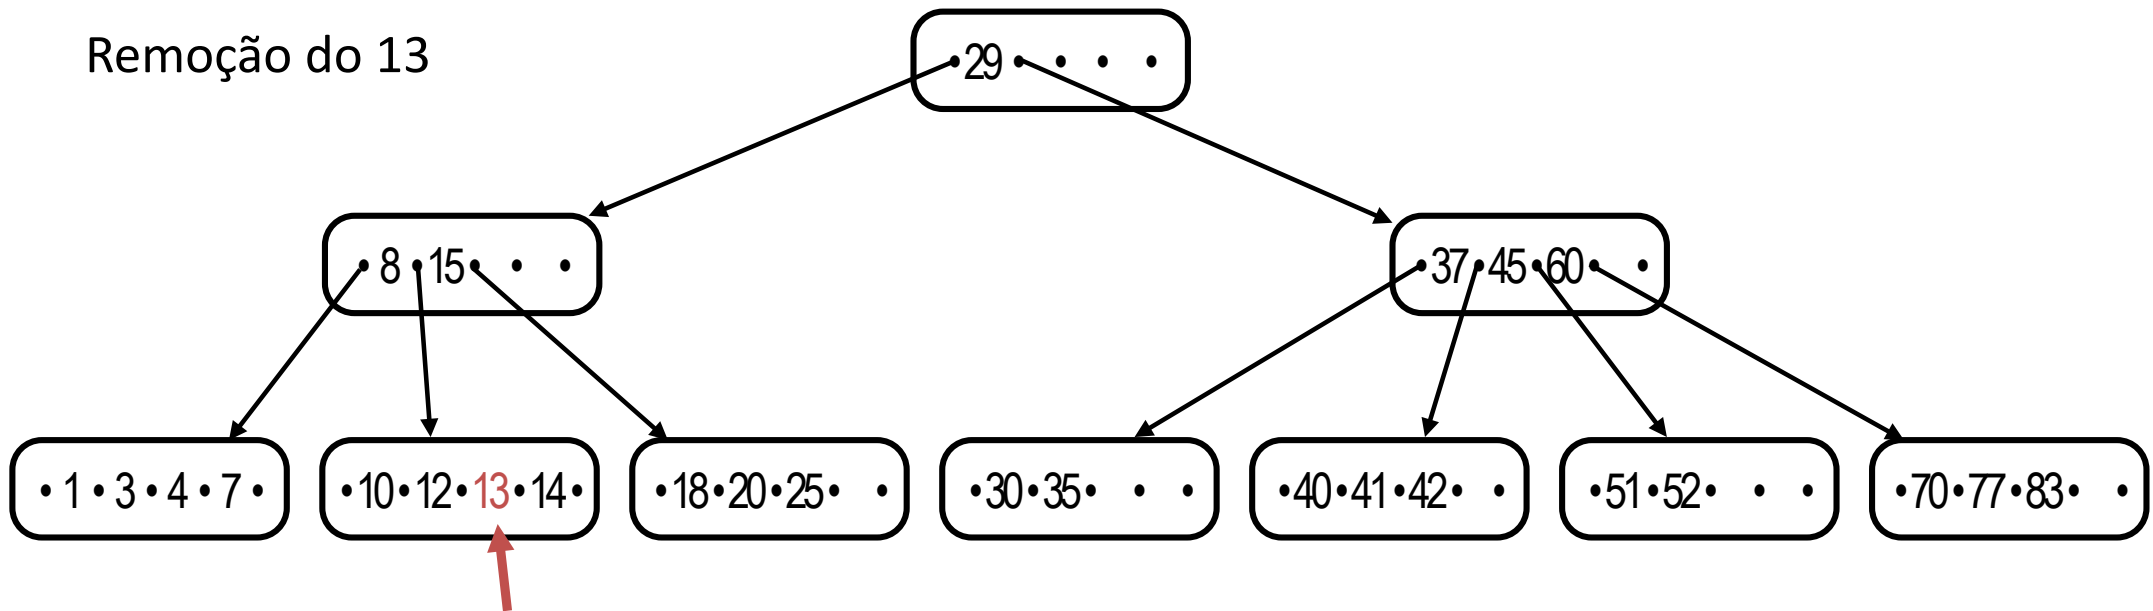 Remoção do 13
• 29 • • • •
• 8 • 15 • • •
• 37 • 45 • 60 • •
• 1 • 3 • 4 • 7 •
• 10 • 12 • 13 • 14 •
• 18 • 20 • 25 • •
• 30 • 35 • • •
• 40 • 41 • 42 • •
• 51 • 52 • • •
• 70 • 77 • 83 • •